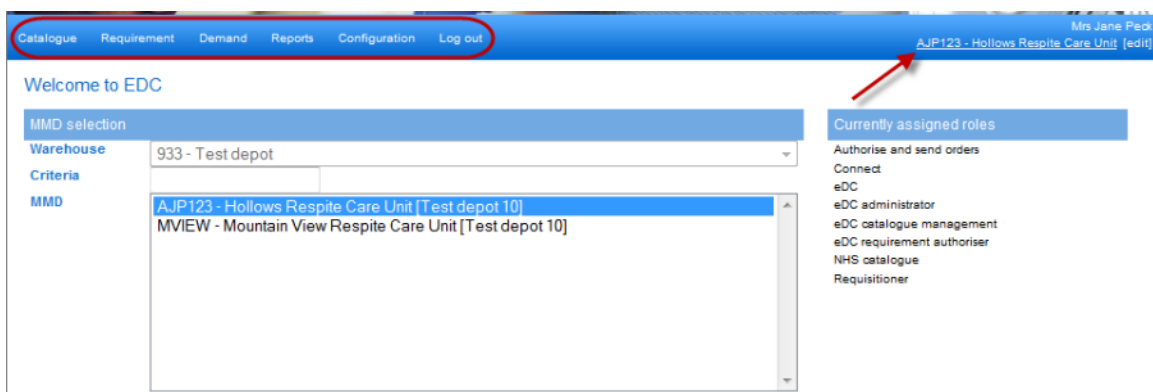 Mrs Jane Peck
Catalogue Requirement Demand Reports Configuration Log out
AJP123 - Hollows Respite Care Unit [edit]
Welcome to EDC
MMD selection
Warehouse 933 - Test depot
Criteria
MMD AJP123 - Hollows Respite Care Unit [Test depot 10]
MVIEW - Mountain View Respite Care Unit [Test depot 10]
Currently assigned roles
Authorise and send orders
Connect
eDC
eDC administrator
eDC catalogue management
eDC requirement authoriser
NHS catalogue
Requisitioner